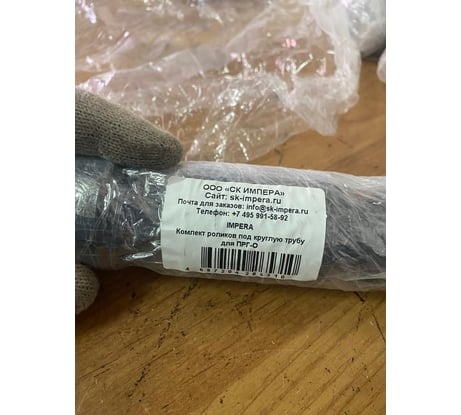 ООО «СК ИМПЕРА»
Сайт: sk-impera.ru
Почта для заказов: info@sk-impera.ru
Телефон: +7 495 991-58-92
IMPERA
Комплект роликов под круглую трубу
для ПРГ-О